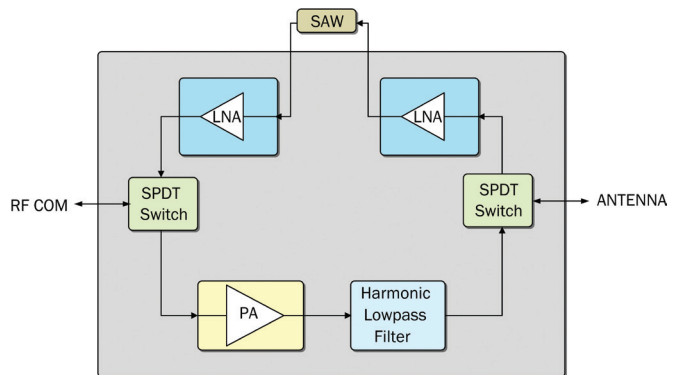 SAW
LNA
LNA
SPDT
Switch
SPDT
Switch
RF COM
ANTENNA
PA
Harmonic
Lowpass
Filter